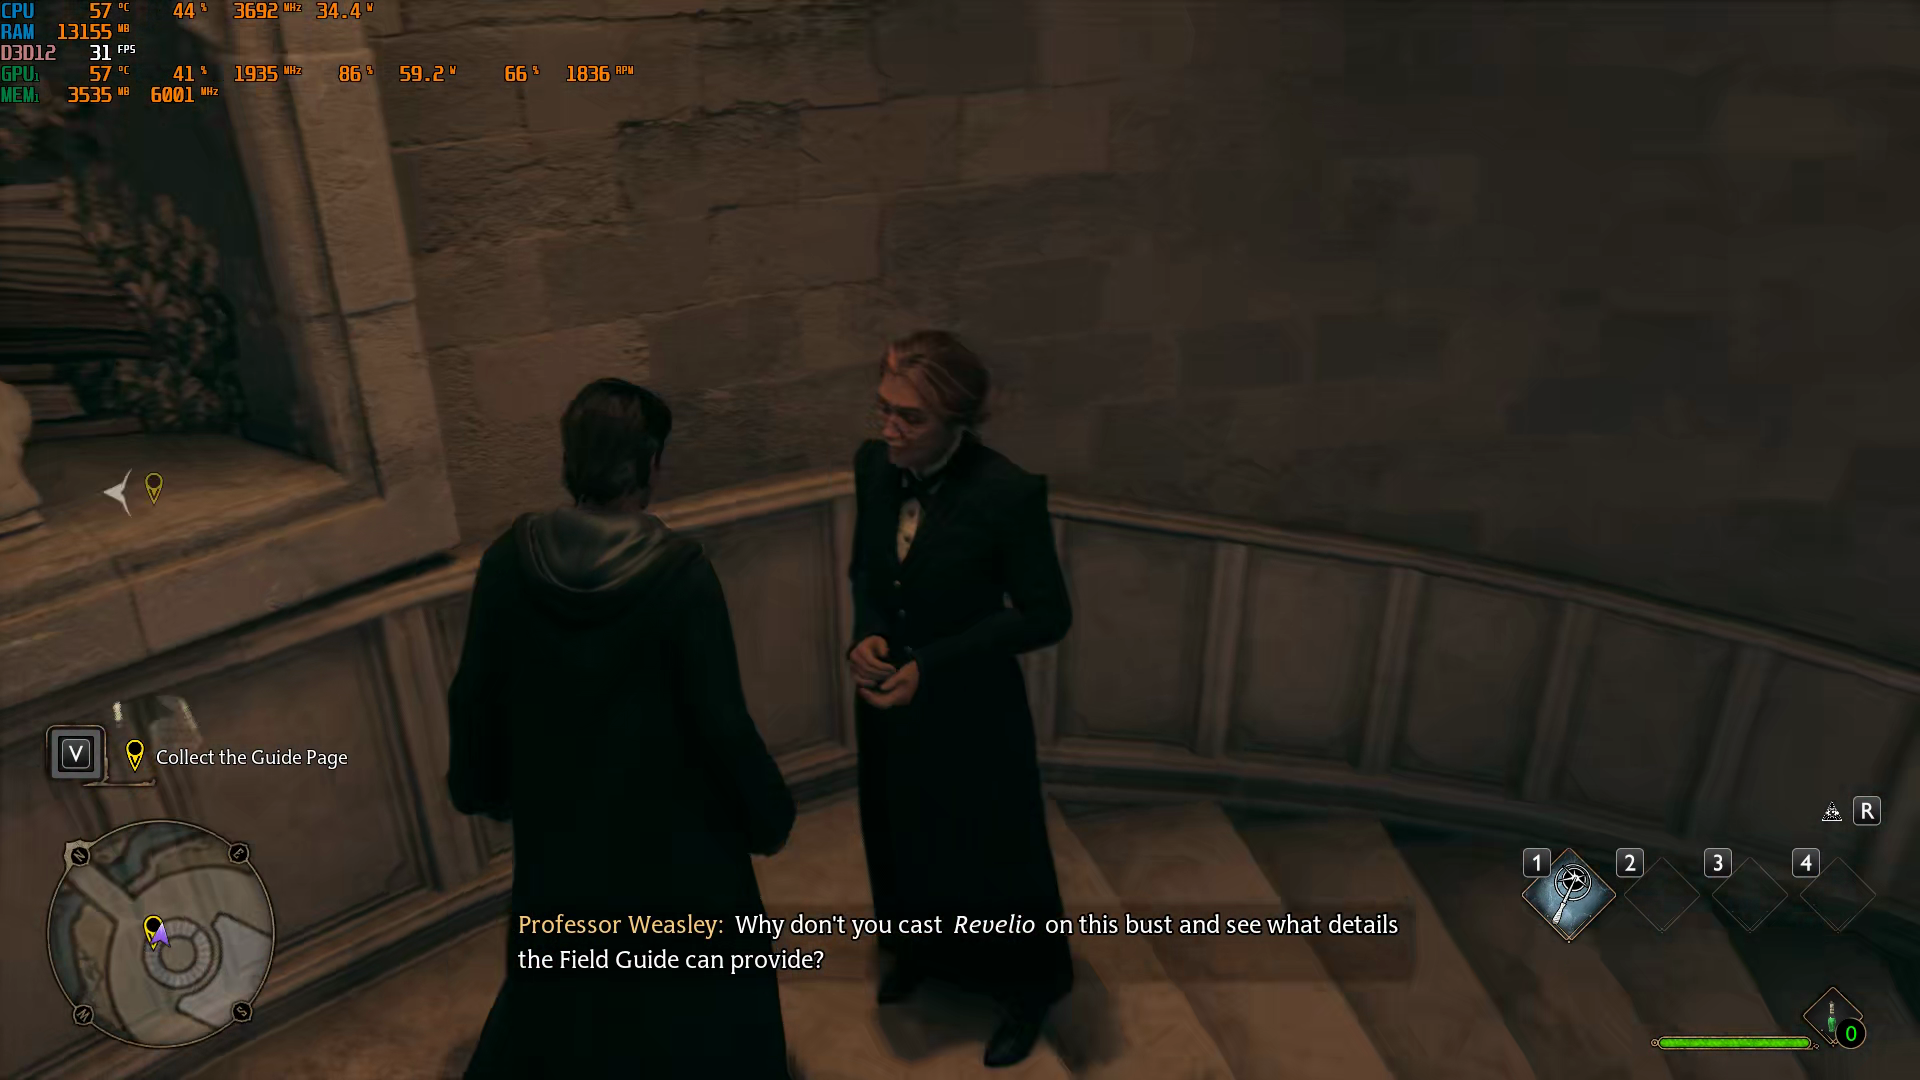 CPU 57 °C 44 % 3692 MHz 34.4 W
RAM 13155 MB
D3D12 31 FPS
GPU1 57 °C 41 % 1935 MHz 86 % 59.2 W 66 % 1836 RPM
MEM1 3535 MB 6001 MHz
V Collect the Guide Page
R
1 2 3 4
N E
W S
Professor Weasley: Why don't you cast Revelio on this bust and see what details
the Field Guide can provide?
0